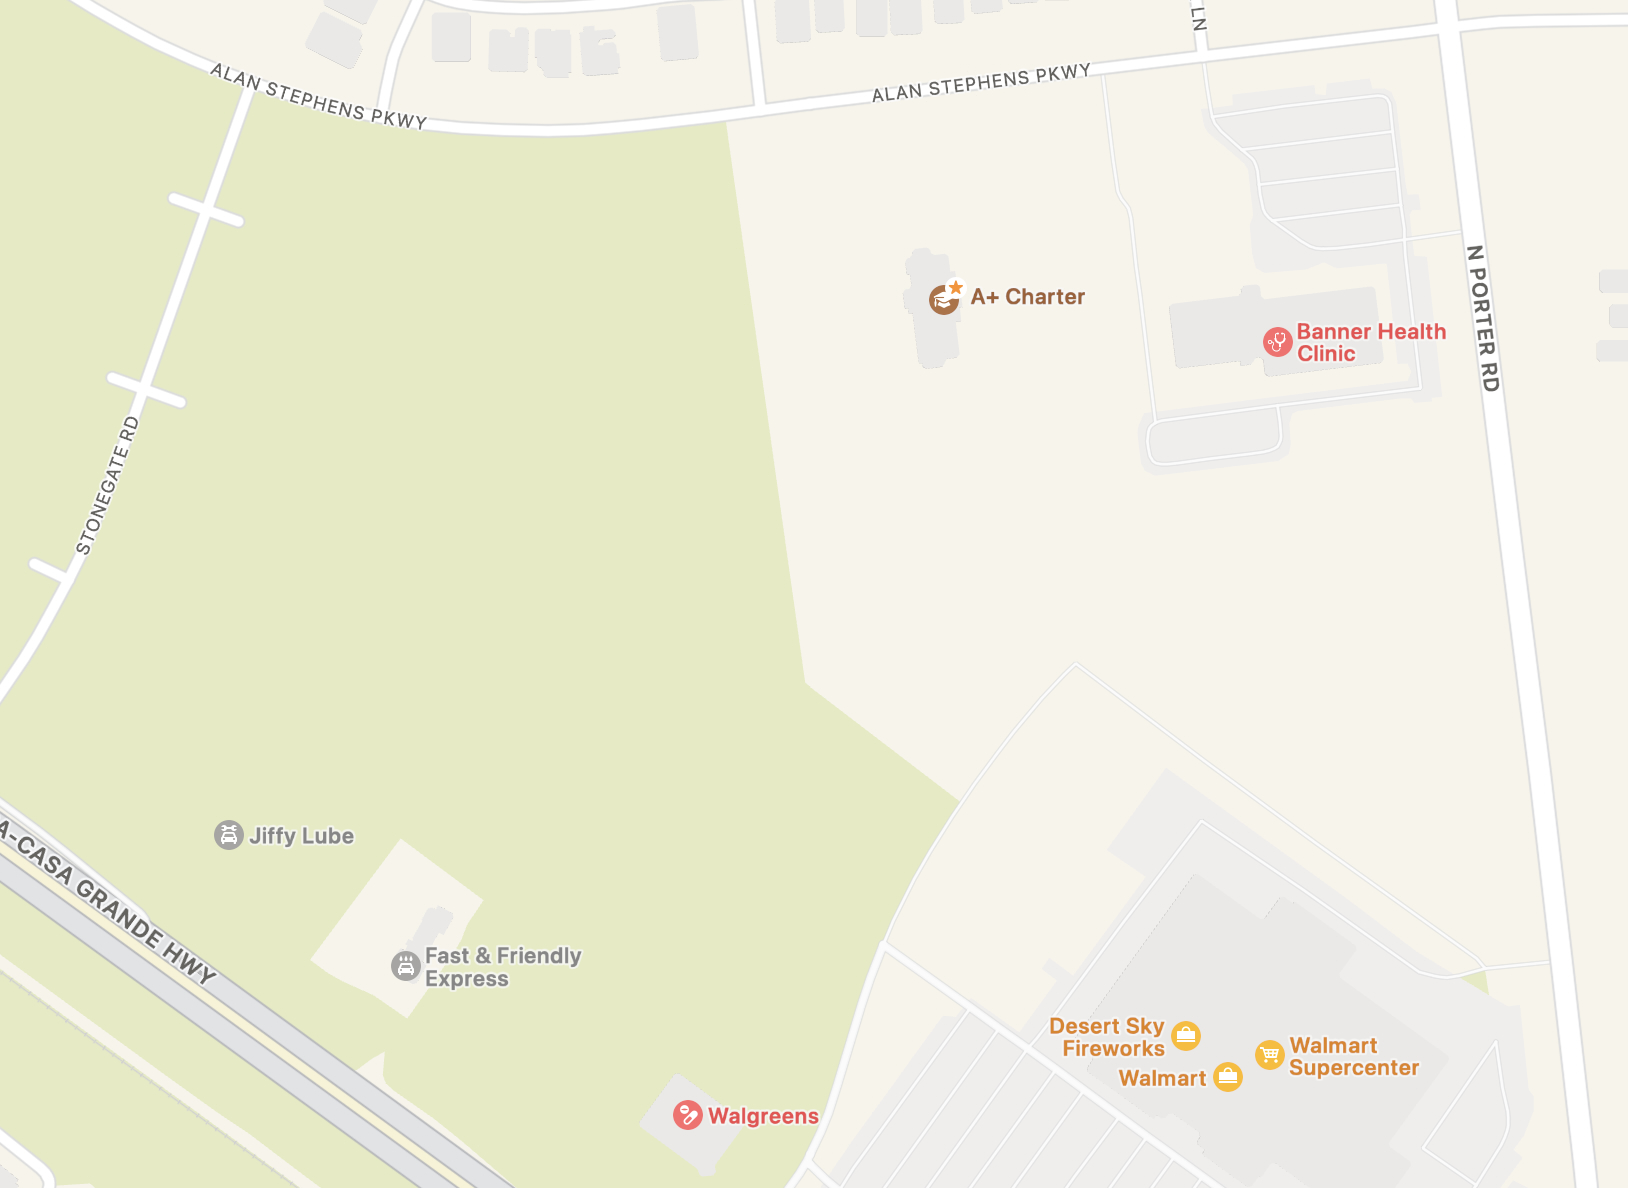 LN
ALAN STEPHENS PKWY
ALAN STEPHENS PKWY
N PORTER RD
A+ Charter
Banner Health
Clinic
STONEGATE RD
Jiffy Lube
A-CASA GRANDE HWY
Fast & Friendly
Express
Desert Sky
Fireworks
Walmart
Supercenter
Walmart
Walgreens